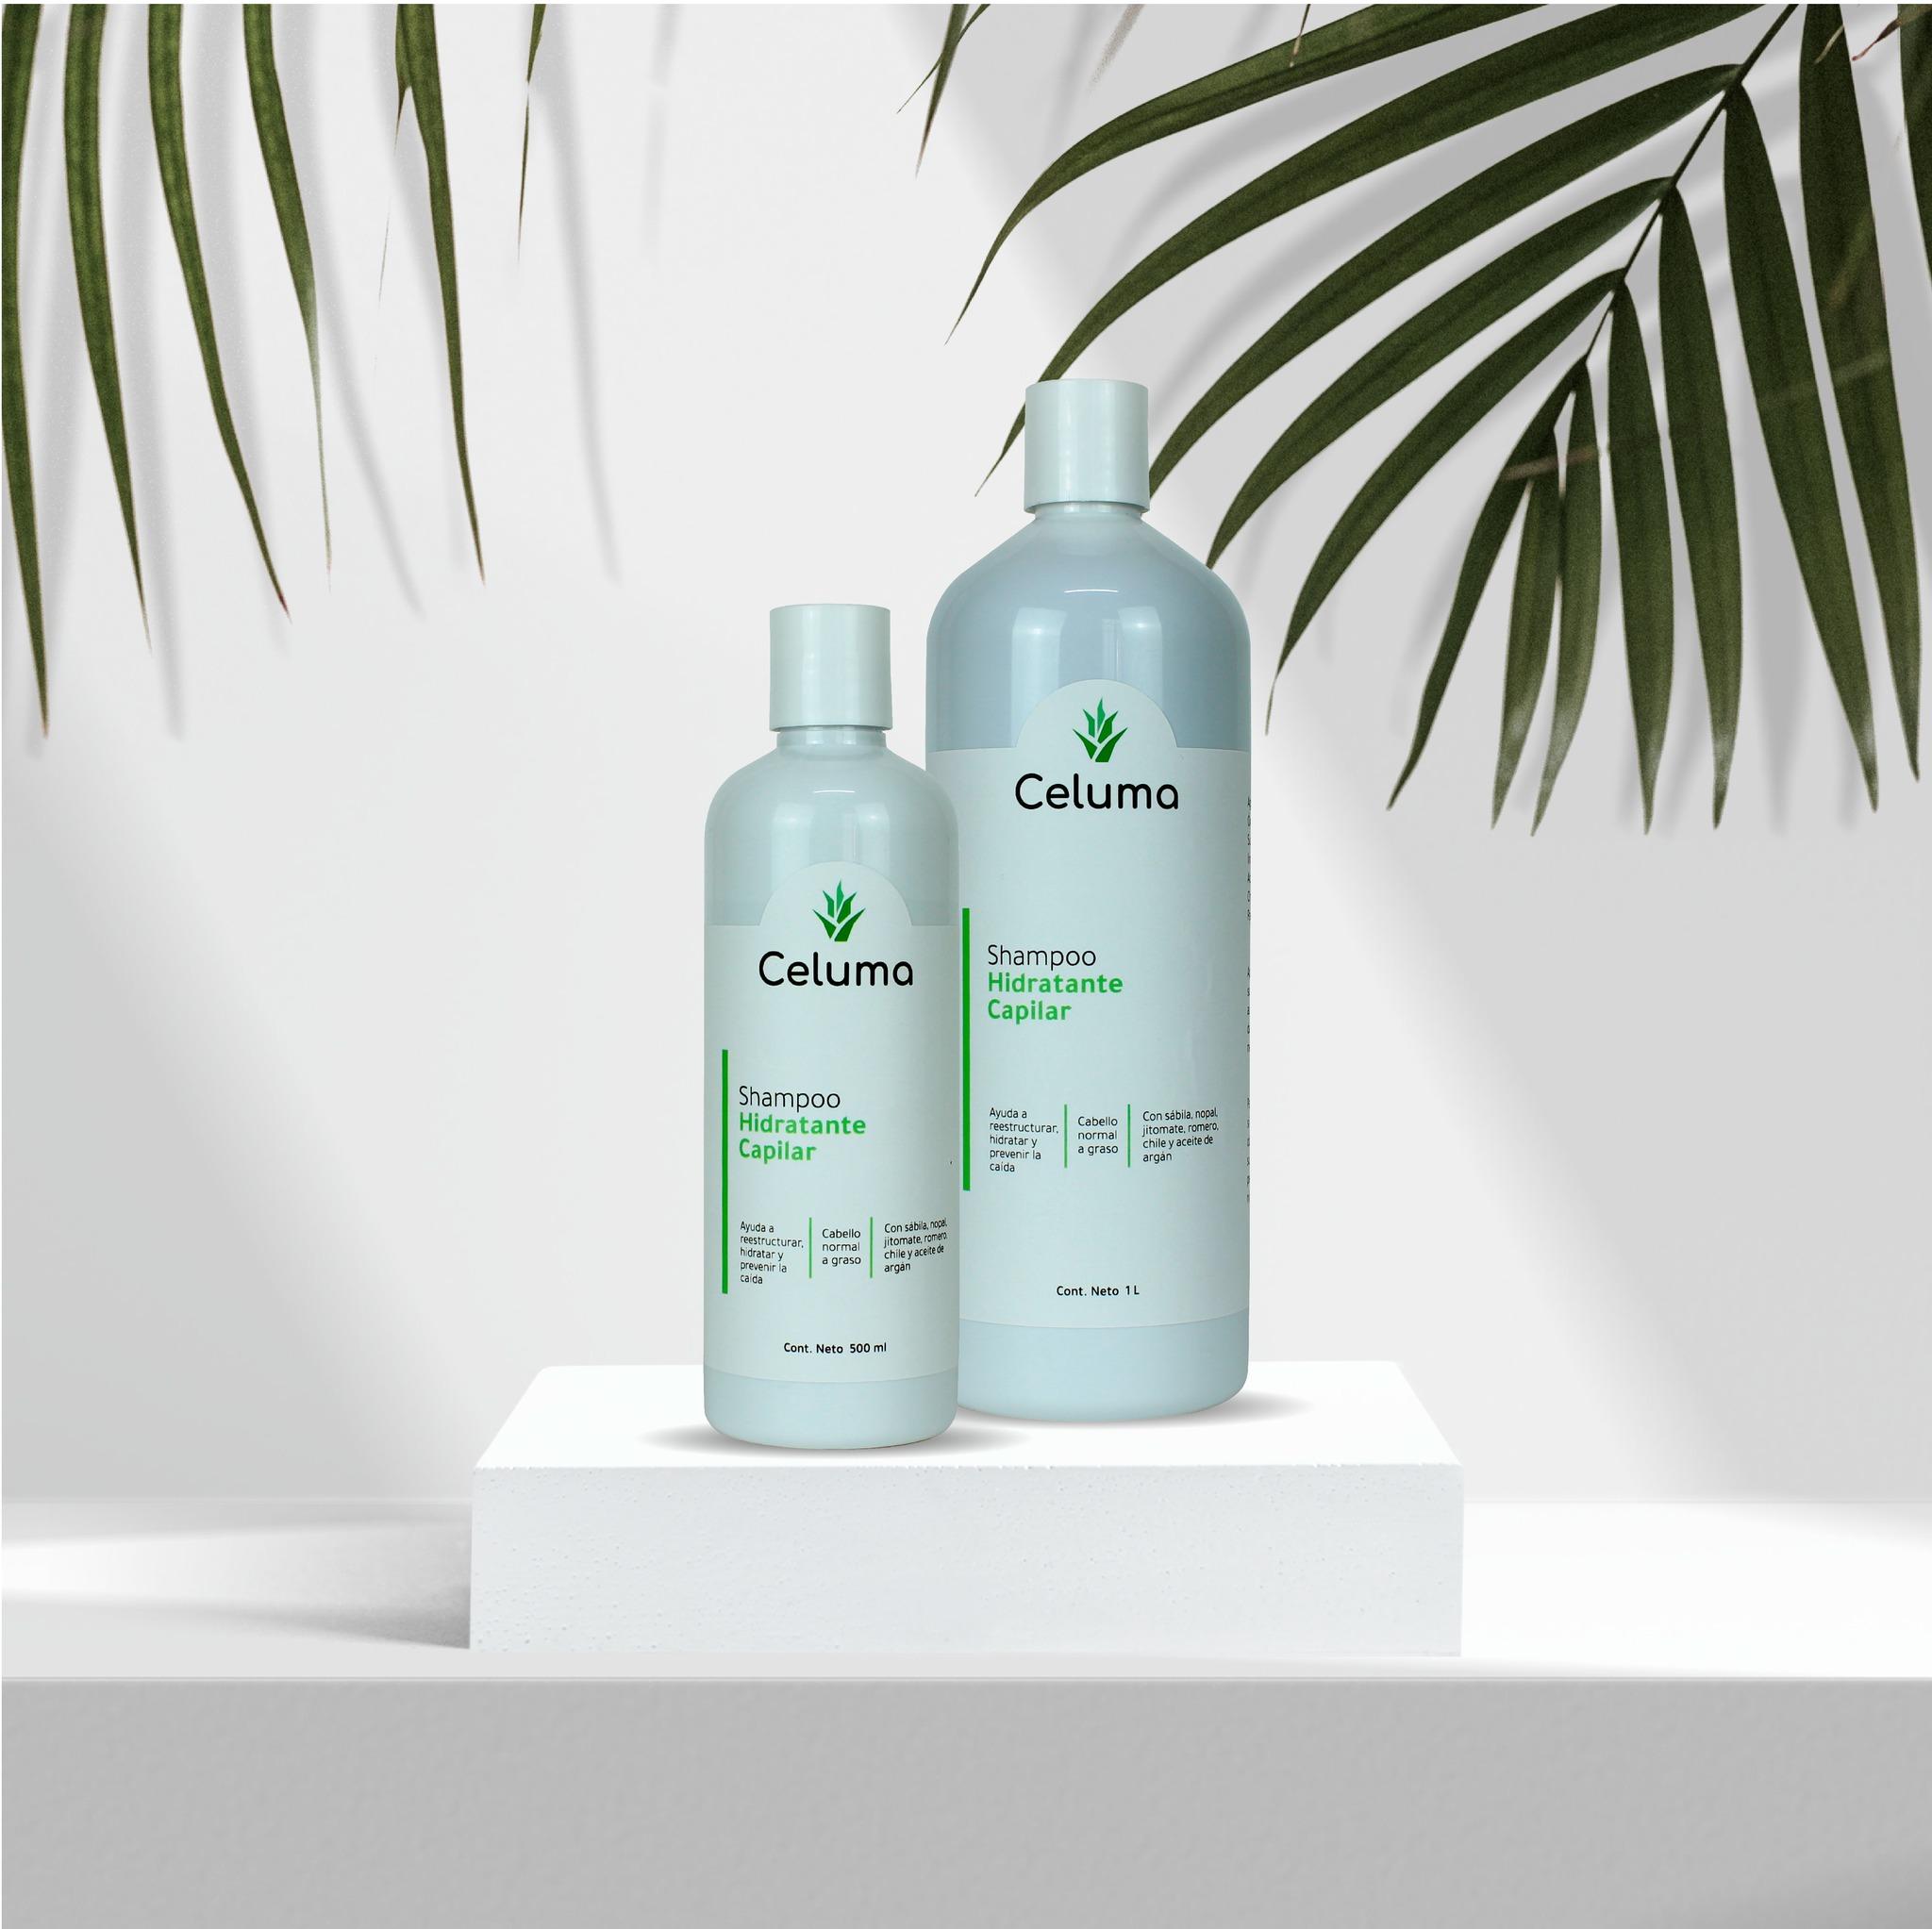 Celuma
Shampoo
Hidratante
Capilar
Ayuda a
reestructurar,
hidratar y
prevenir la
caída
Cabello
normal
a graso
Con sábila, nopal,
jitomate, romero,
chile y aceite de
argán
Cont. Neto 500 ml
Celuma
Shampoo
Hidratante
Capilar
Ayuda a
reestructurar,
hidratar y
prevenir la
caída
Cabello
normal
a graso
Con sábila, nopal,
jitomate, romero,
chile y aceite de
argán
Cont. Neto 1 L